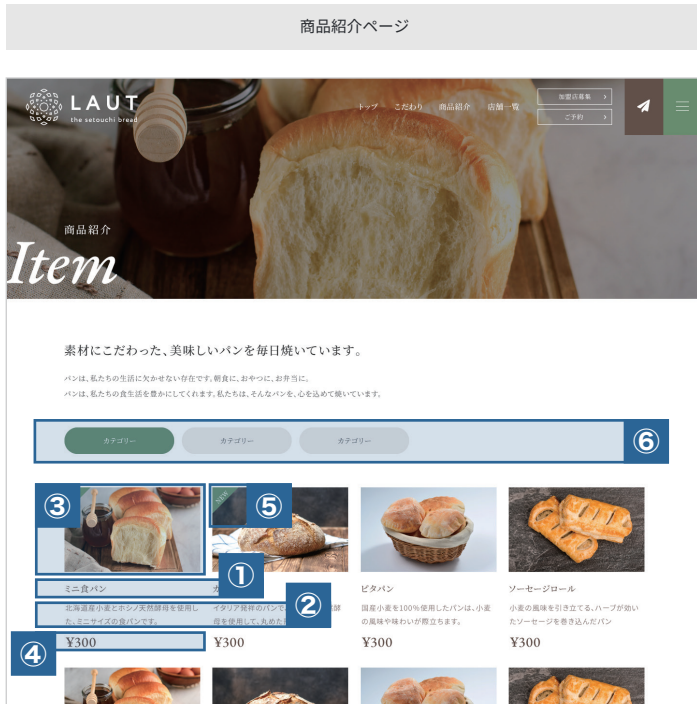 商品紹介ページ
LAUT
the setouchi bread
トップ こだわり 商品紹介 店舗一覧
加盟店募集
ご予約
商品紹介
Item
素材にこだわった、美味しいパンを毎日焼いています。
パンは、私たちの生活に欠かせない存在です。朝食に、おやつに、お弁当に。
パンは、私たちの食生活を豊かにしてくれます。私たちは、そんなパンを、心を込めて焼いています。
カテゴリー カテゴリー カテゴリー
⑥
③
NEW
⑤
①
ミニ食パン
ピタパン
ソーセージロール
②
北海道産小麦とホシノ天然酵母を使用し
た、ミニサイズの食パンです。
イタリア発祥のパンで
酵
母を使用して、丸めた
国産小麦を100%使用したパンは、小麦
の風味や味わいが際立ちます。
小麦の風味を引き立てる、ハーブが効い
たソーセージを巻き込んだパン
④
¥300 ¥300 ¥300 ¥300